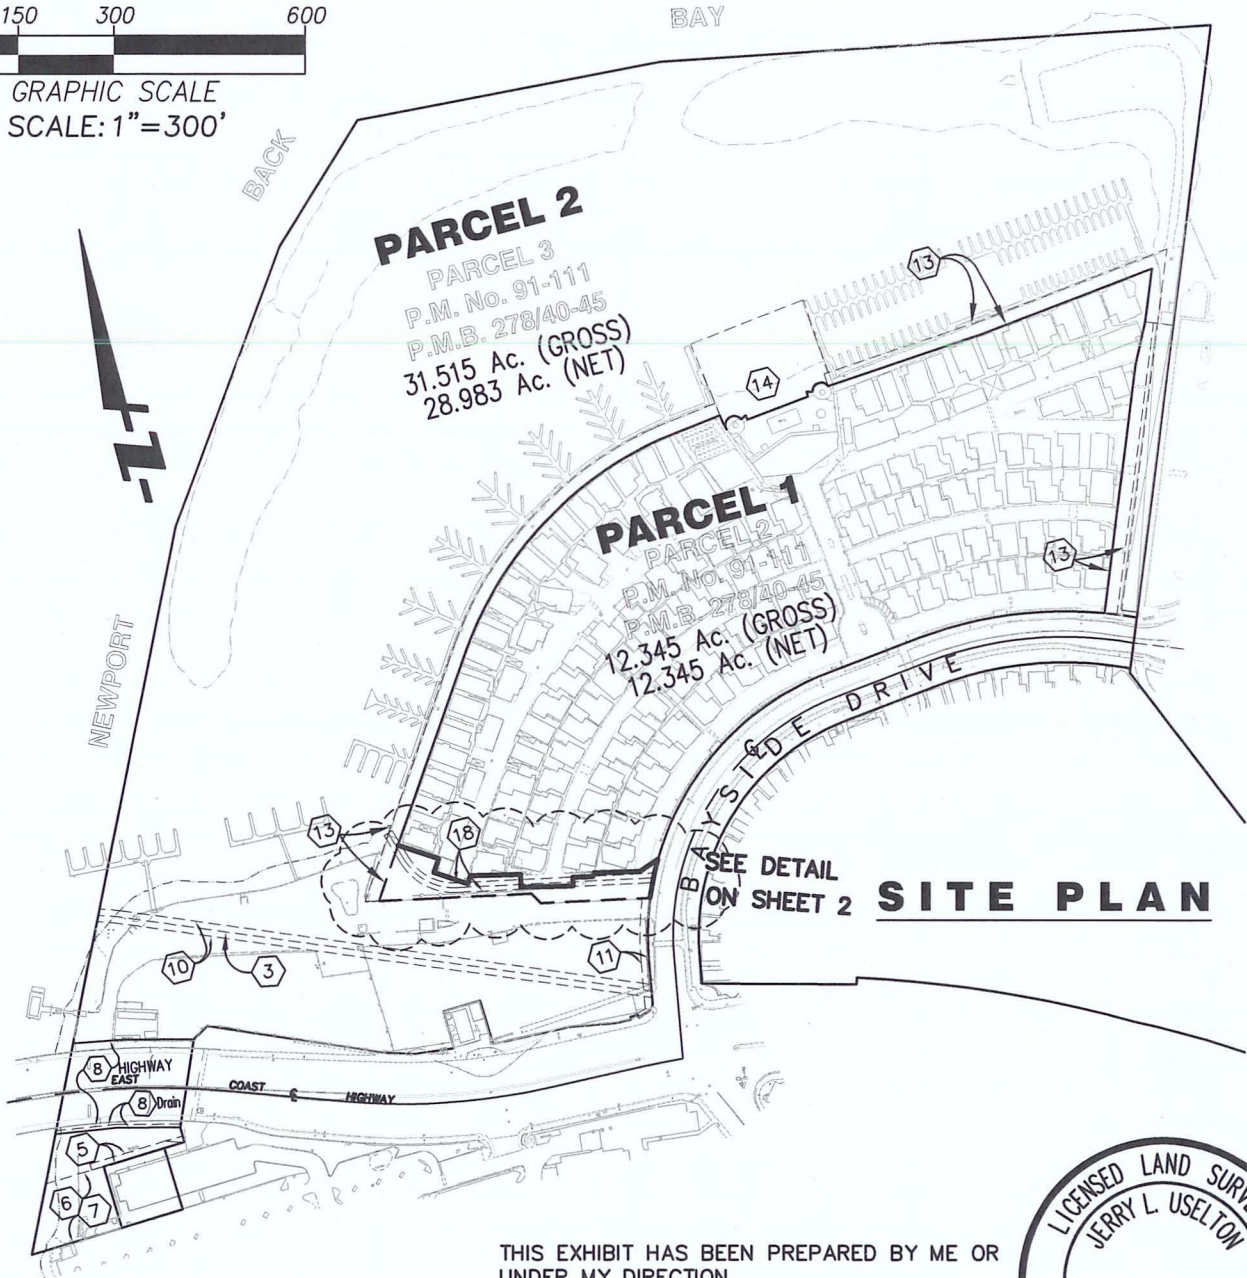 150 300 600
GRAPHIC SCALE
SCALE: 1"=300'
BAY
BACK
NEWPORT
PARCEL 2
PARCEL 3
P.M. No. 91-111
P.M.B. 278/40-45
31.515 Ac. (GROSS)
28.983 Ac. (NET)
13
14
PARCEL 1
PARCEL 2
P.M. No. 91-111
P.M.B. 278/40-45
12.345 Ac. (GROSS)
12.345 Ac. (NET)
13
BAYSIDE DRIVE
℄
N
13
18
SEE DETAIL
ON SHEET 2
SITE PLAN
10
3
11
8
HIGHWAY
EAST COAST HIGHWAY
℄
8
Drain
5
6
7
LICENSED LAND SURVE
JERRY L. USELTON
THIS EXHIBIT HAS BEEN PREPARED BY ME OR
UNDER MY DIRECTION